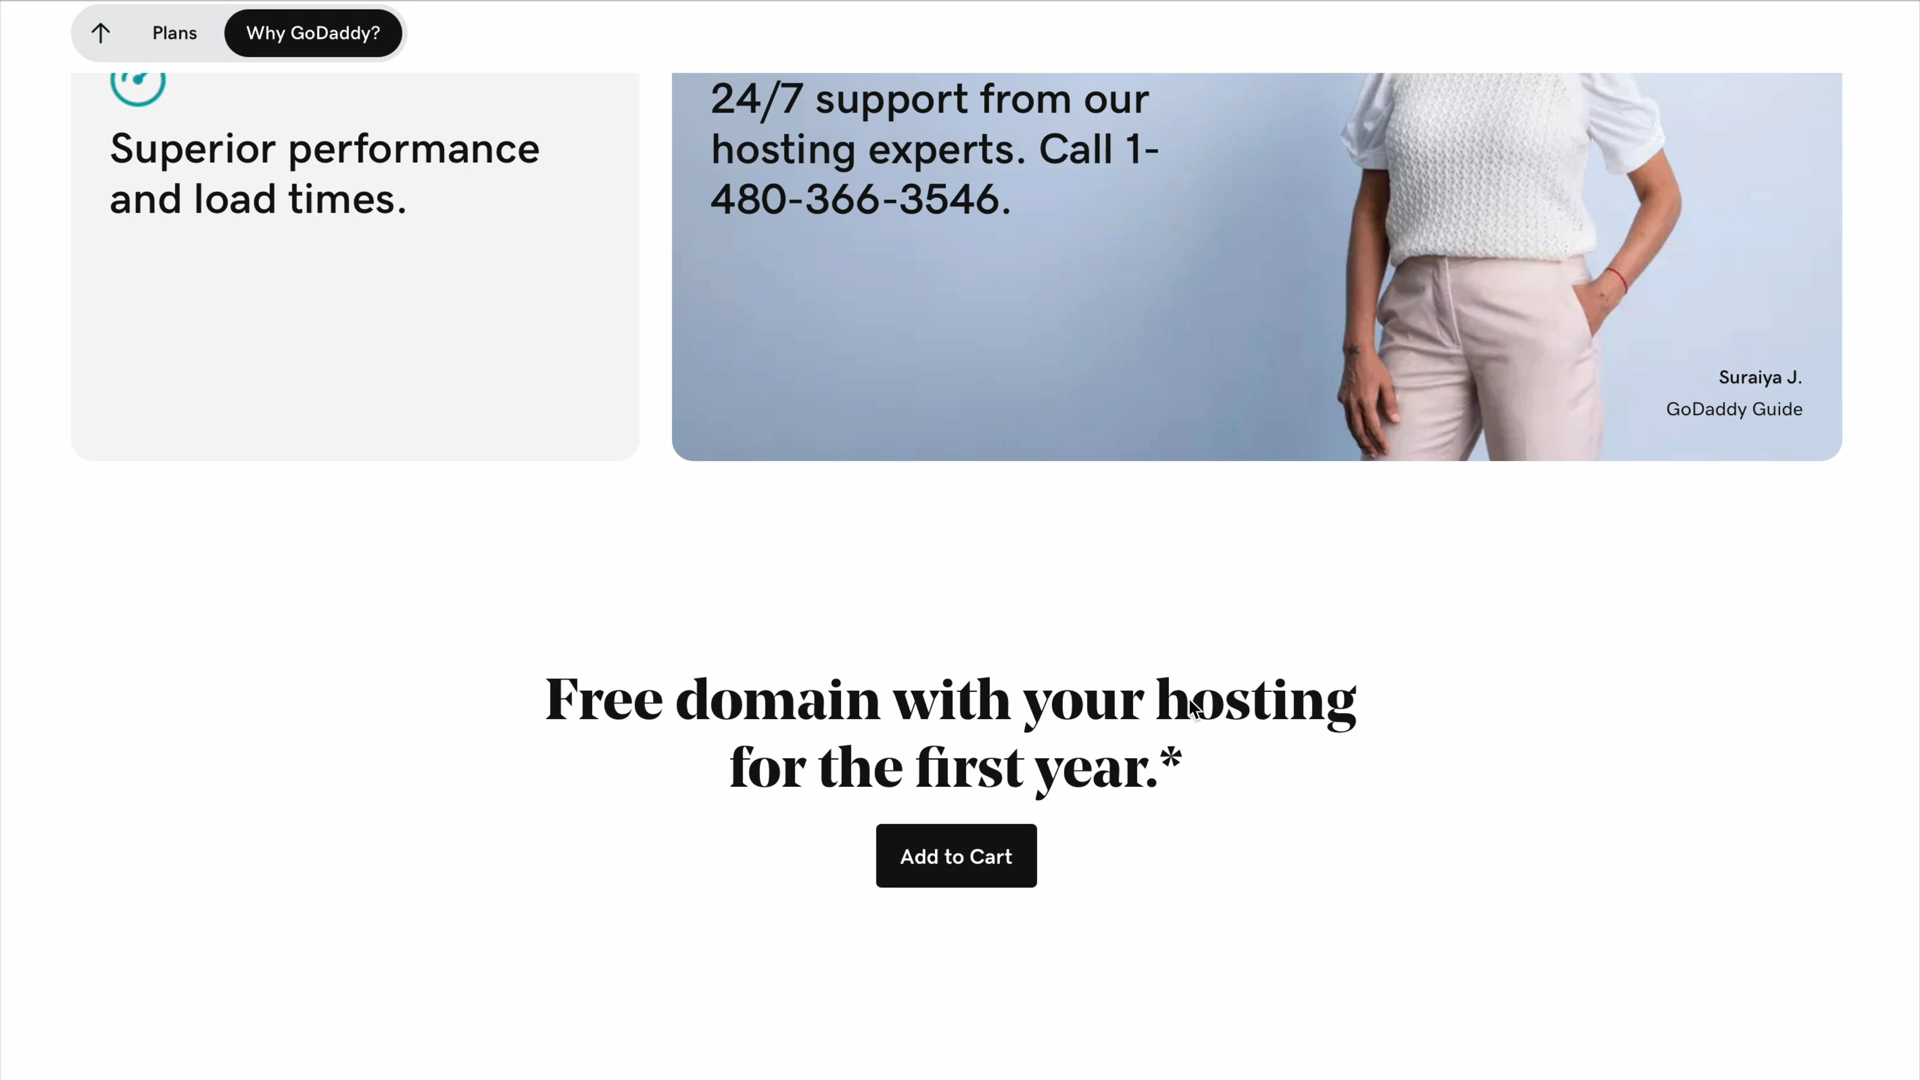 Plans
Why GoDaddy?
Superior performance
and load times.
24/7 support from our
hosting experts. Call 1-
480-366-3546.
Suraiya J.
GoDaddy Guide
Free domain with your hosting
for the first year.*
Add to Cart